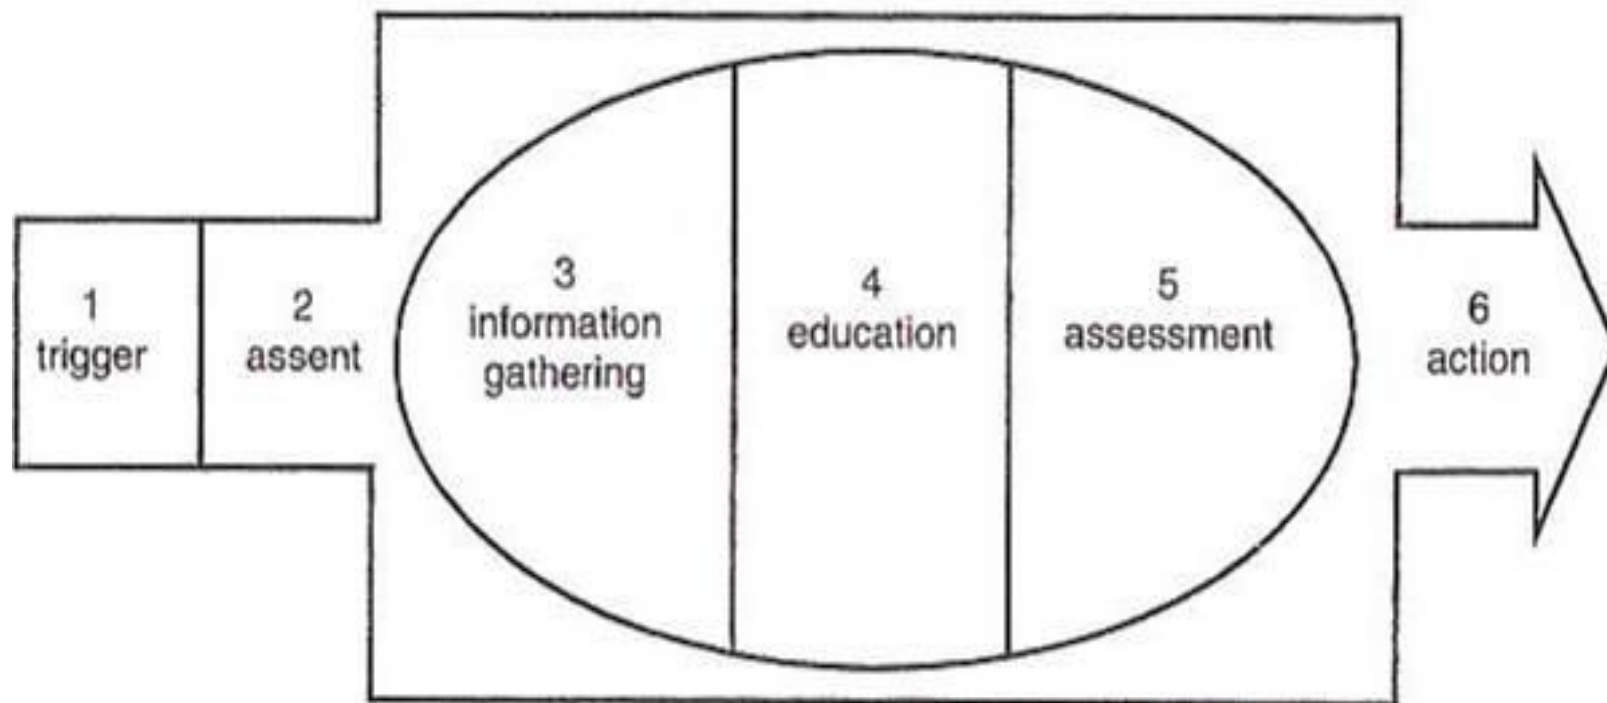 1
trigger
2
assent
3
information
gathering
4
education
5
assessment
6
action